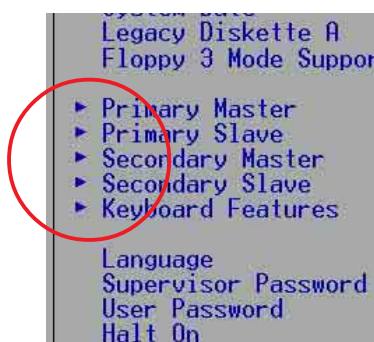 Legacy Diskette A
Floppy 3 Mode Suppor
Primary Master
Primary Slave
Secondary Master
Secondary Slave
Keyboard Features
Language
Supervisor Password
User Password
Halt On